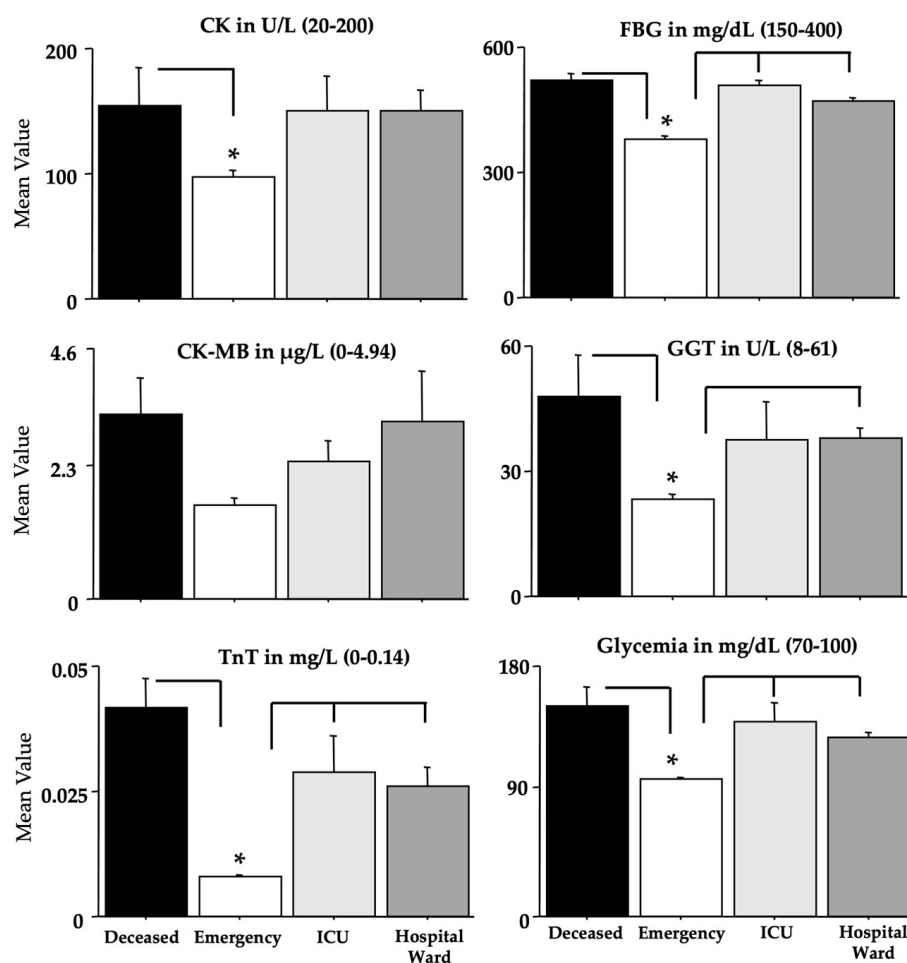 CK in U/L (20-200)
200
100
0
Mean Value
*
FBG in mg/dL (150-400)
600
300
0
*
CK-MB in µg/L (0-4.94)
4.6
2.3
0
Mean Value
GGT in U/L (8-61)
60
30
0
*
TnT in mg/L (0-0.14)
0.05
0.025
0
Mean Value
*
Deceased
Emergency
ICU
Hospital
Ward
Glycemia in mg/dL (70-100)
180
90
0
*
Deceased
Emergency
ICU
Hospital
Ward